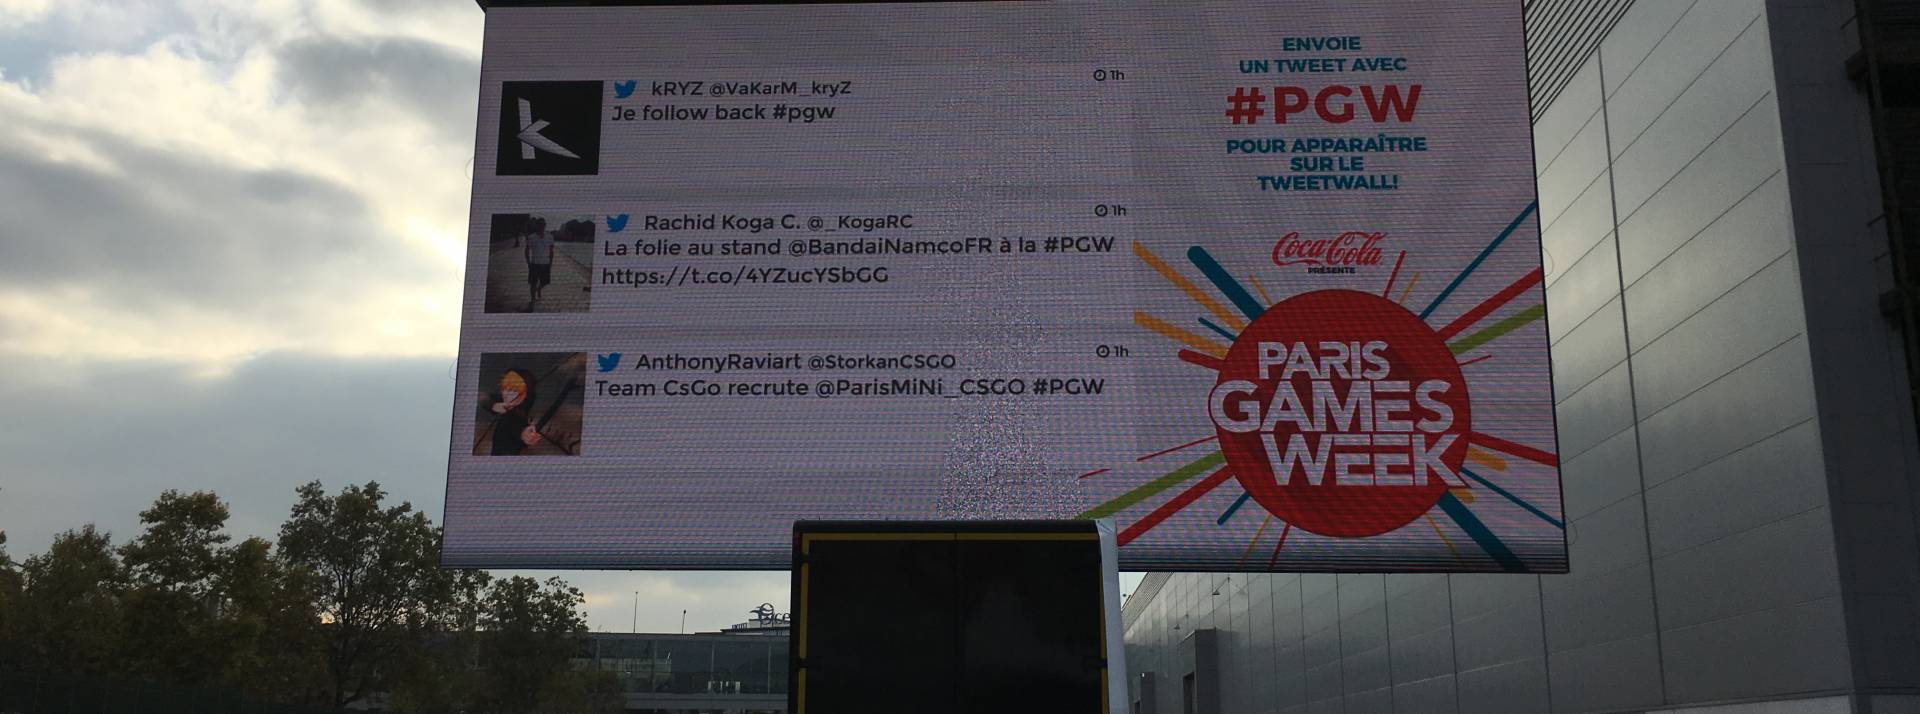 kRYZ @VaKarM_kryZ
1h
Je follow back #pgw
Rachid Koga C. @_KogaRC
1h
La folie au stand @BandaiNamcoFR à la #PGW
https://t.co/4YZucYSbGG
AnthonyRaviart @StorkanCSGO
1h
Team CsGo recrute @ParisMiNi_CSGO #PGW
ENVOIE
UN TWEET AVEC
#PGW
POUR APPARAÎTRE
SUR LE
TWEETWALL!
Coca-Cola
PRÉSENTE
PARIS
GAMES
WEEK